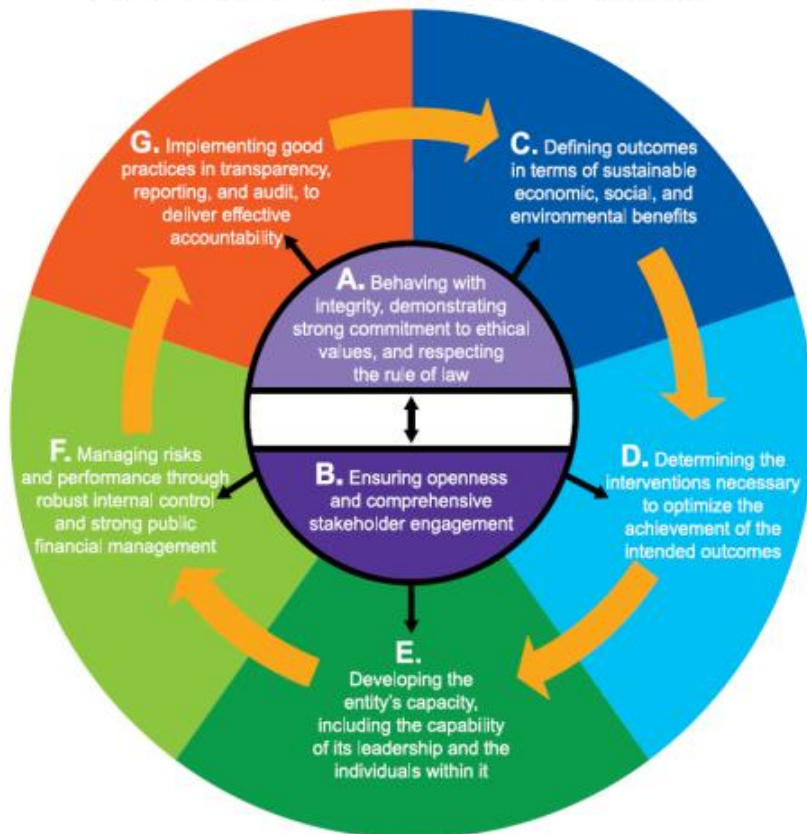 G. Implementing good
practices in transparency,
reporting, and audit, to
deliver effective
accountability
C. Defining outcomes
in terms of sustainable
economic, social, and
environmental benefits
A. Behaving with
integrity, demonstrating
strong commitment to ethical
values, and respecting
the rule of law
F. Managing risks
and performance through
robust internal control
and strong public
financial management
B. Ensuring openness
and comprehensive
stakeholder engagement
D. Determining the
interventions necessary
to optimize the
achievement of the
intended outcomes
E.
Developing the
entity's capacity,
including the capability
of its leadership and the
individuals within it